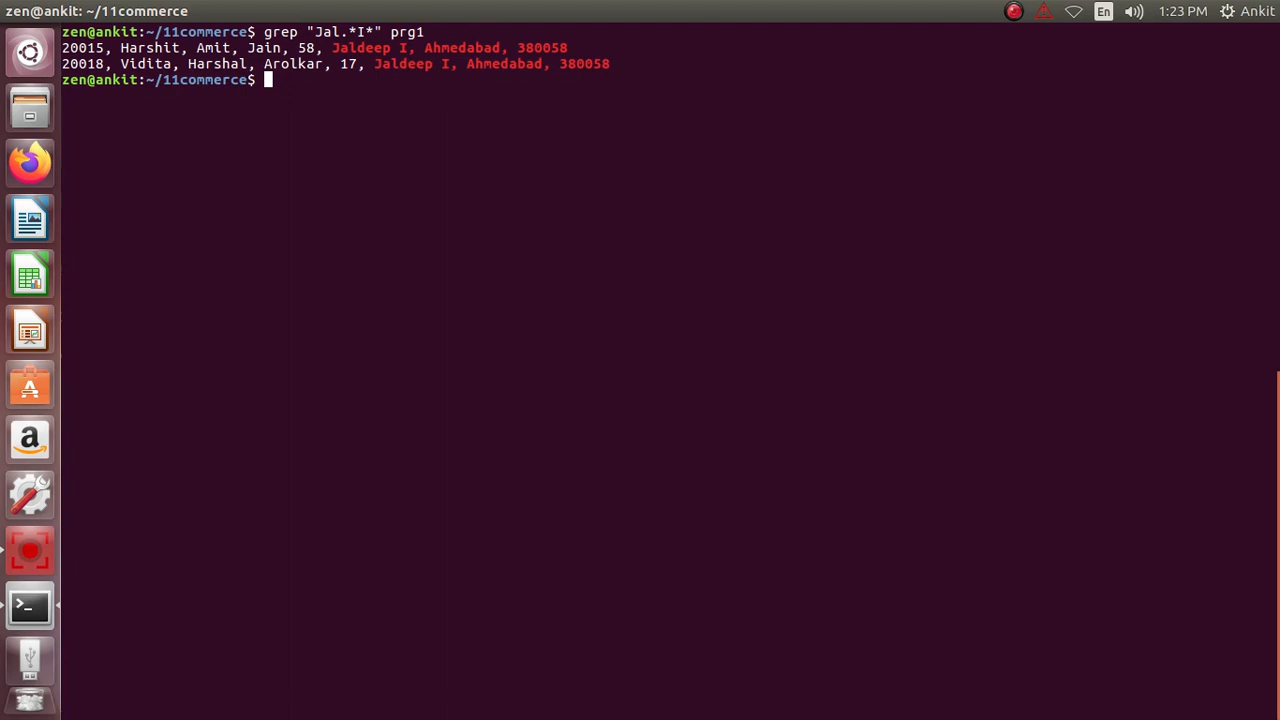 zen@ankit: ~/11commerce En 1:23 PM Ankit
zen@ankit:~/11commerce$ grep "Jal.*I*" prg1
20015, Harshit, Amit, Jain, 58, Jaldeep I, Ahmedabad, 380058
20018, Vidita, Harshal, Arolkar, 17, Jaldeep I, Ahmedabad, 380058
zen@ankit:~/11commerce$